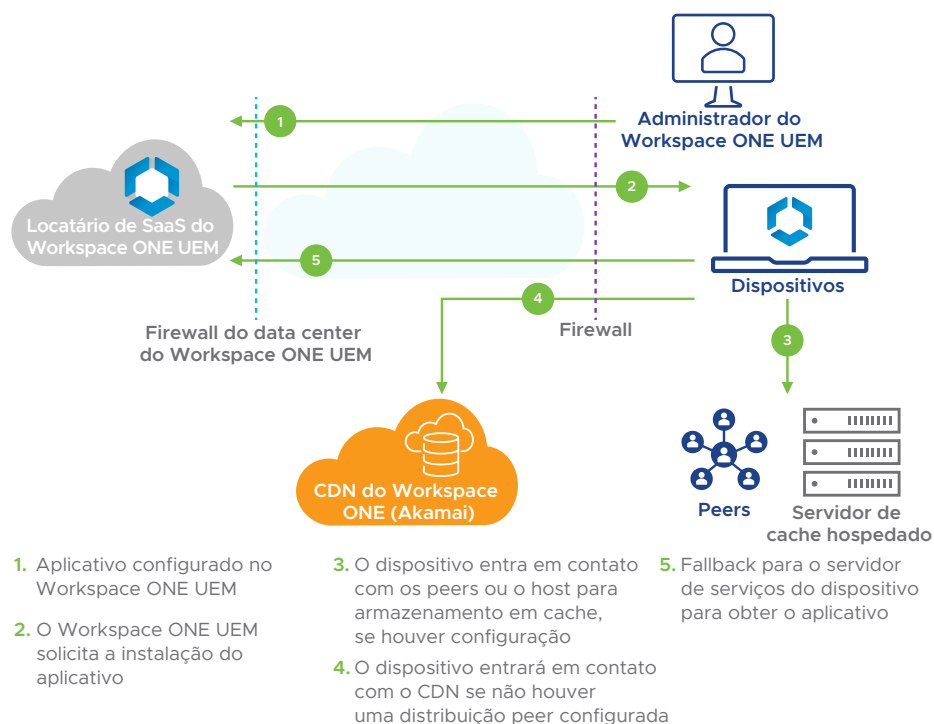 Administrador do
Workspace ONE UEM
1
2
Locatário de SaaS do
Workspace ONE UEM
5
Dispositivos
4
Firewall do data center
do Workspace ONE UEM
Firewall
3
CDN do Workspace
ONE (Akamai)
Peers
Servidor de
cache hospedado
1. Aplicativo configurado no
Workspace ONE UEM
2. O Workspace ONE UEM
solicita a instalação do
aplicativo
3. O dispositivo entra em contato
com os peers ou o host para
armazenamento em cache,
se houver configuração
4. O dispositivo entrará em contato
com o CDN se não houver
uma distribuição peer configurada
5. Fallback para o servidor
de serviços do dispositivo
para obter o aplicativo